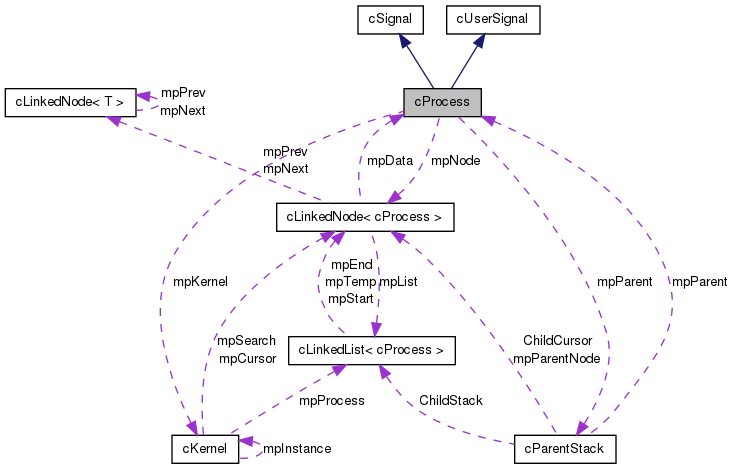 cSignal
cUserSignal
cLinkedNode< T >
mpPrev
mpNext
cProcess
mpPrev
mpNext
mpData
mpNode
cLinkedNode< cProcess >
mpKernel
mpEnd
mpTemp
mpStart
mpList
mpParent
mpParent
mpSearch
mpCursor
cLinkedList< cProcess >
ChildCursor
mpParentNode
mpProcess
ChildStack
cKernel
mpInstance
cParentStack